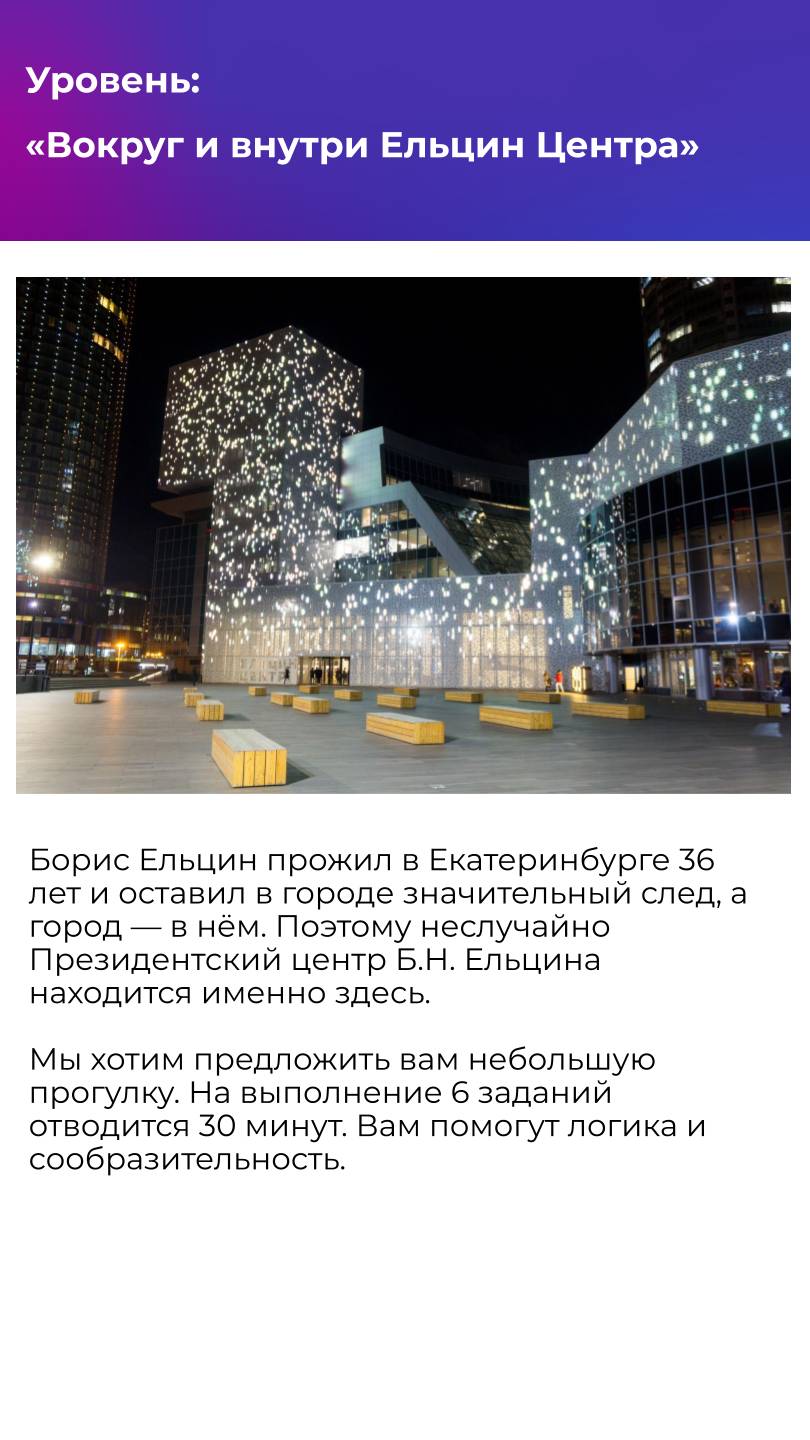 Уровень:
«Вокруг и внутри Ельцин Центра»
Борис Ельцин прожил в Екатеринбурге 36
лет и оставил в городе значительный след, а
город — в нём. Поэтому неслучайно
Президентский центр Б.Н. Ельцина
находится именно здесь.
Мы хотим предложить вам небольшую
прогулку. На выполнение 6 заданий
отводится 30 минут. Вам помогут логика и
сообразительность.